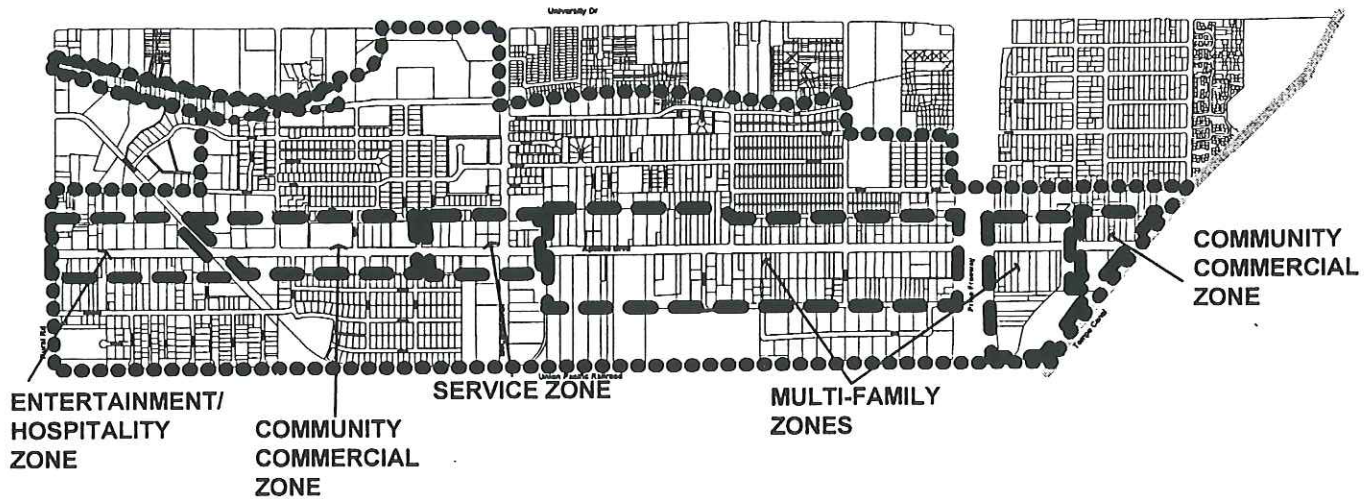 University Dr
Apache Blvd
Price Freeway
Tempe Canal
Union Pacific Railroad
COMMUNITY
COMMERCIAL
ZONE
SERVICE ZONE
MULTI-FAMILY
ZONES
ENTERTAINMENT/
HOSPITALITY
ZONE
COMMUNITY
COMMERCIAL
ZONE